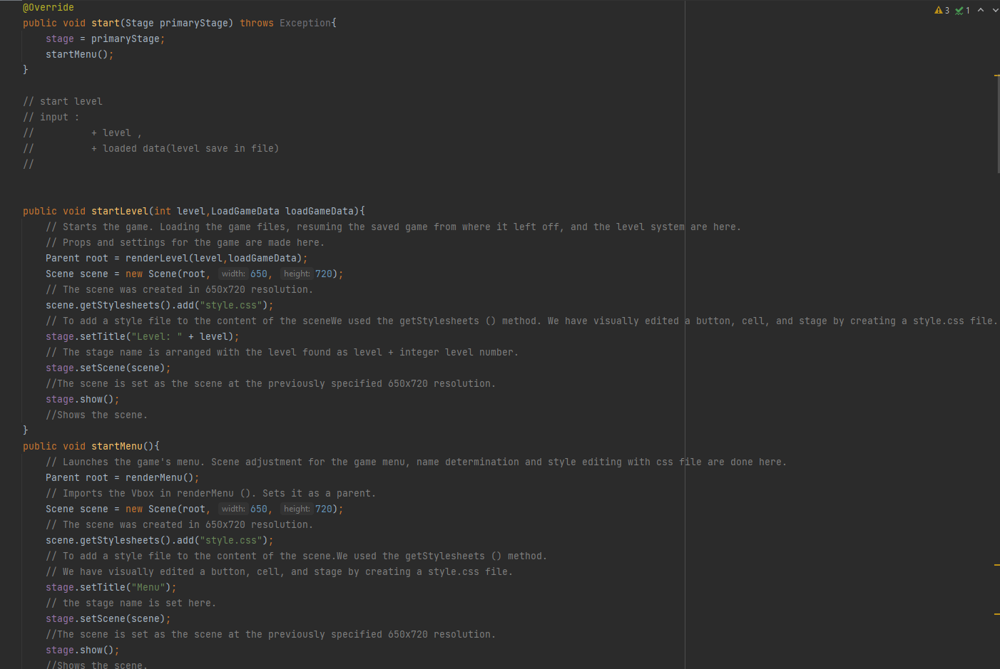 @Override
3 1
public void start(Stage primaryStage) throws Exception{
stage = primaryStage;
startMenu();
}
// start level
// input :
// + level ,
// + loaded data(level save in file)
//
public void startLevel(int level,LoadGameData loadGameData){
// Starts the game. Loading the game files, resuming the saved game from where it left off, and the level system are here.
// Props and settings for the game are made here.
Parent root = renderLevel(level,loadGameData);
Scene scene = new Scene(root, width: 650, height: 720);
// The scene was created in 650x720 resolution.
scene.getStylesheets().add("style.css");
// To add a style file to the content of the sceneWe used the getStylesheets () method. We have visually edited a button, cell, and stage by creating a style.css file.
stage.setTitle("Level: " + level);
// The stage name is arranged with the level found as level + integer level number.
stage.setScene(scene);
//The scene is set as the scene at the previously specified 650x720 resolution.
stage.show();
//Shows the scene.
}
public void startMenu(){
// Launches the game's menu. Scene adjustment for the game menu, name determination and style editing with css file are done here.
Parent root = renderMenu();
// Imports the Vbox in renderMenu (). Sets it as a parent.
Scene scene = new Scene(root, width: 650, height: 720);
// The scene was created in 650x720 resolution.
scene.getStylesheets().add("style.css");
// To add a style file to the content of the scene.We used the getStylesheets () method.
// We have visually edited a button, cell, and stage by creating a style.css file.
stage.setTitle("Menu");
// the stage name is set here.
stage.setScene(scene);
//The scene is set as the scene at the previously specified 650x720 resolution.
stage.show();
//Shows the scene.